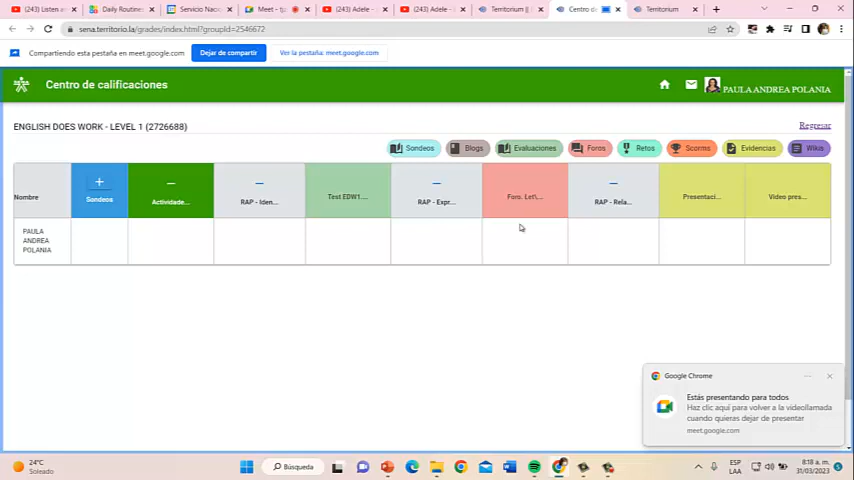 (243) Listen an
Daily Routine:
Servicio Nacio
Meet - tjs
(243) Adele -
(243) Adele -
Territorium ||
Centro de
Territorium
sena.territorio.la/grades/index.html?groupId=2546672
Compartiendo esta pestaña en meet.google.com
Dejar de compartir
Ver la pestaña: meet.google.com
Centro de calificaciones
PAULA ANDREA POLANIA
ENGLISH DOES WORK - LEVEL 1 (2726688)
Regresar
Sondeos
Blogs
Evaluaciones
Foros
Retos
Scorms
Evidencias
Wikis
Nombre
Sondeos
Actividade...
RAP - Iden...
Test EDW1 ...
RAP - Expr...
Foro. Let\...
RAP - Rela...
Presentaci...
Video pres...
PAULA
ANDREA
POLANIA
Google Chrome
Estás presentando para todos
Haz clic aquí para volver a la videollamada
cuando quieras dejar de presentar
meet.google.com
24°C
Soleado
Búsqueda
ESP
LAA
8:18 a. m.
31/03/2023